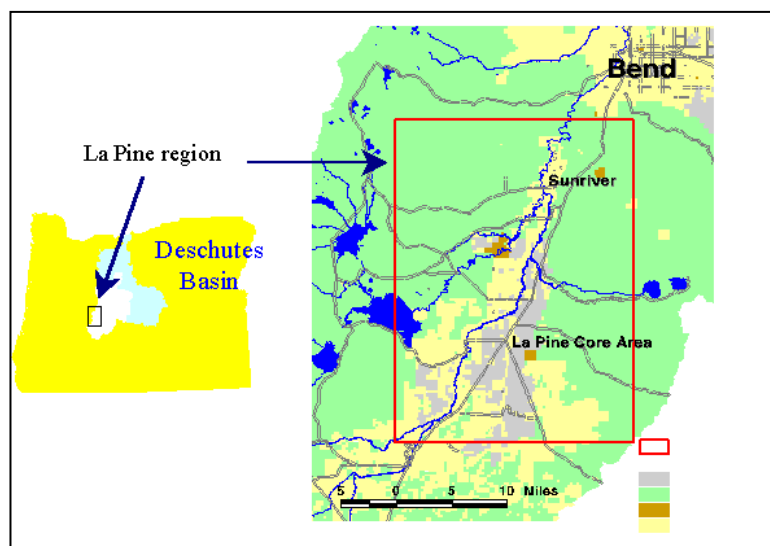 Bend
La Pine region
Sunriver
Deschutes
Basin
La Pine Core Area
5 0 5 10 Miles